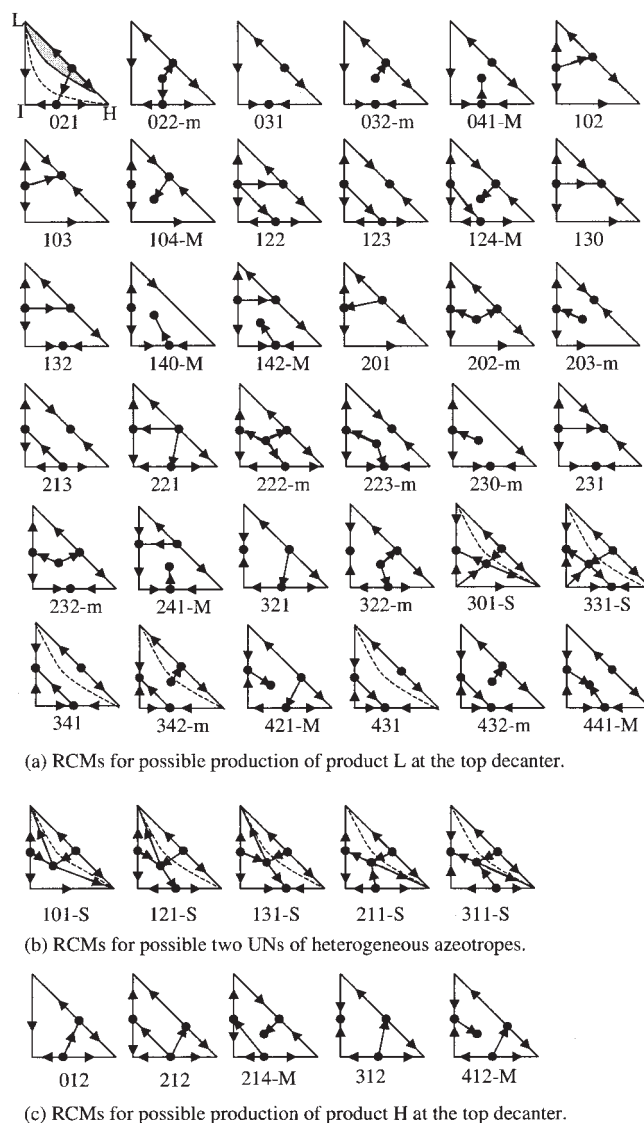 L
I H
021 022-m 031 032-m 041-M 102
103 104-M 122 123 124-M 130
132 140-M 142-M 201 202-m 203-m
213 221 222-m 223-m 230-m 231
232-m 241-M 321 322-m 301-S 331-S
341 342-m 421-M 431 432-m 441-M
(a) RCMs for possible production of product L at the top decanter.
101-S 121-S 131-S 211-S 311-S
(b) RCMs for possible two UNs of heterogeneous azeotropes.
012 212 214-M 312 412-M
(c) RCMs for possible production of product H at the top decanter.